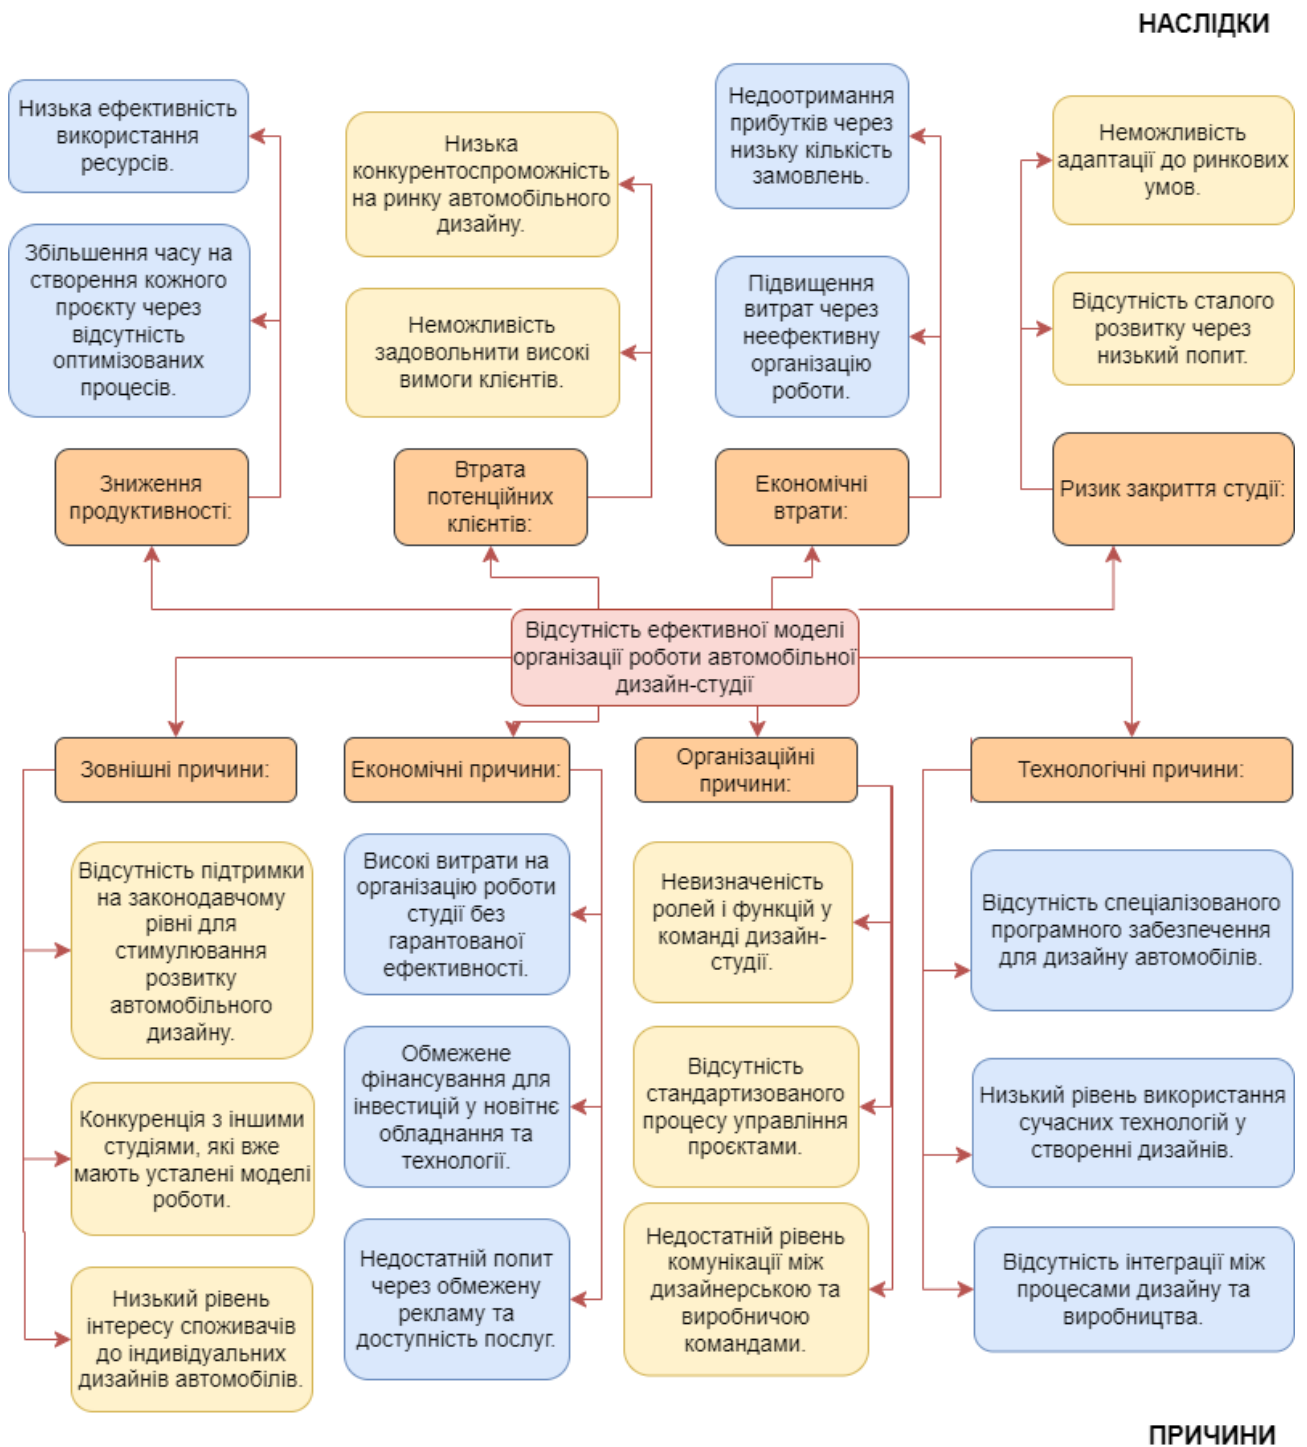 НАСЛІДКИ
Низька ефективність
використання
ресурсів.
Збільшення часу на
створення кожного
проєкту через
відсутність
оптимізованих
процесів.
Зниження
продуктивності:
Низька
конкурентоспроможність
на ринку автомобільного
дизайну.
Неможливість
задовольнити високі
вимоги клієнтів.
Втрата
потенційних
клієнтів:
Недоотримання
прибутків через
низьку кількість
замовлень.
Підвищення
витрат через
неефективну
організацію
роботи.
Економічні
втрати:
Неможливість
адаптації до ринкових
умов.
Відсутність сталого
розвитку через
низький попит.
Ризик закриття студії:
Відсутність ефективної моделі
організації роботи автомобільної
дизайн-студії
Зовнішні причини:
Відсутність підтримки
на законодавчому
рівні для
стимулювання
розвитку
автомобільного
дизайну.
Конкуренція з іншими
студіями, які вже
мають усталені моделі
роботи.
Низький рівень
інтересу споживачів
до індивідуальних
дизайнів автомобілів.
Економічні причини:
Високі витрати на
організацію роботи
студії без
гарантованої
ефективності.
Обмежене
фінансування для
інвестицій у новітнє
обладнання та
технології.
Недостатній попит
через обмежену
рекламу та
доступність послуг.
Організаційні
причини:
Невизначеність
ролей і функцій у
команді дизайн-
студії.
Відсутність
стандартизованого
процесу управління
проєктами.
Недостатній рівень
комунікації між
дизайнерською та
виробничою
командами.
Технологічні причини:
Відсутність спеціалізованого
програмного забезпечення
для дизайну автомобілів.
Низький рівень використання
сучасних технологій у
створенні дизайнів.
Відсутність інтеграції між
процесами дизайну та
виробництва.
ПРИЧИНИ